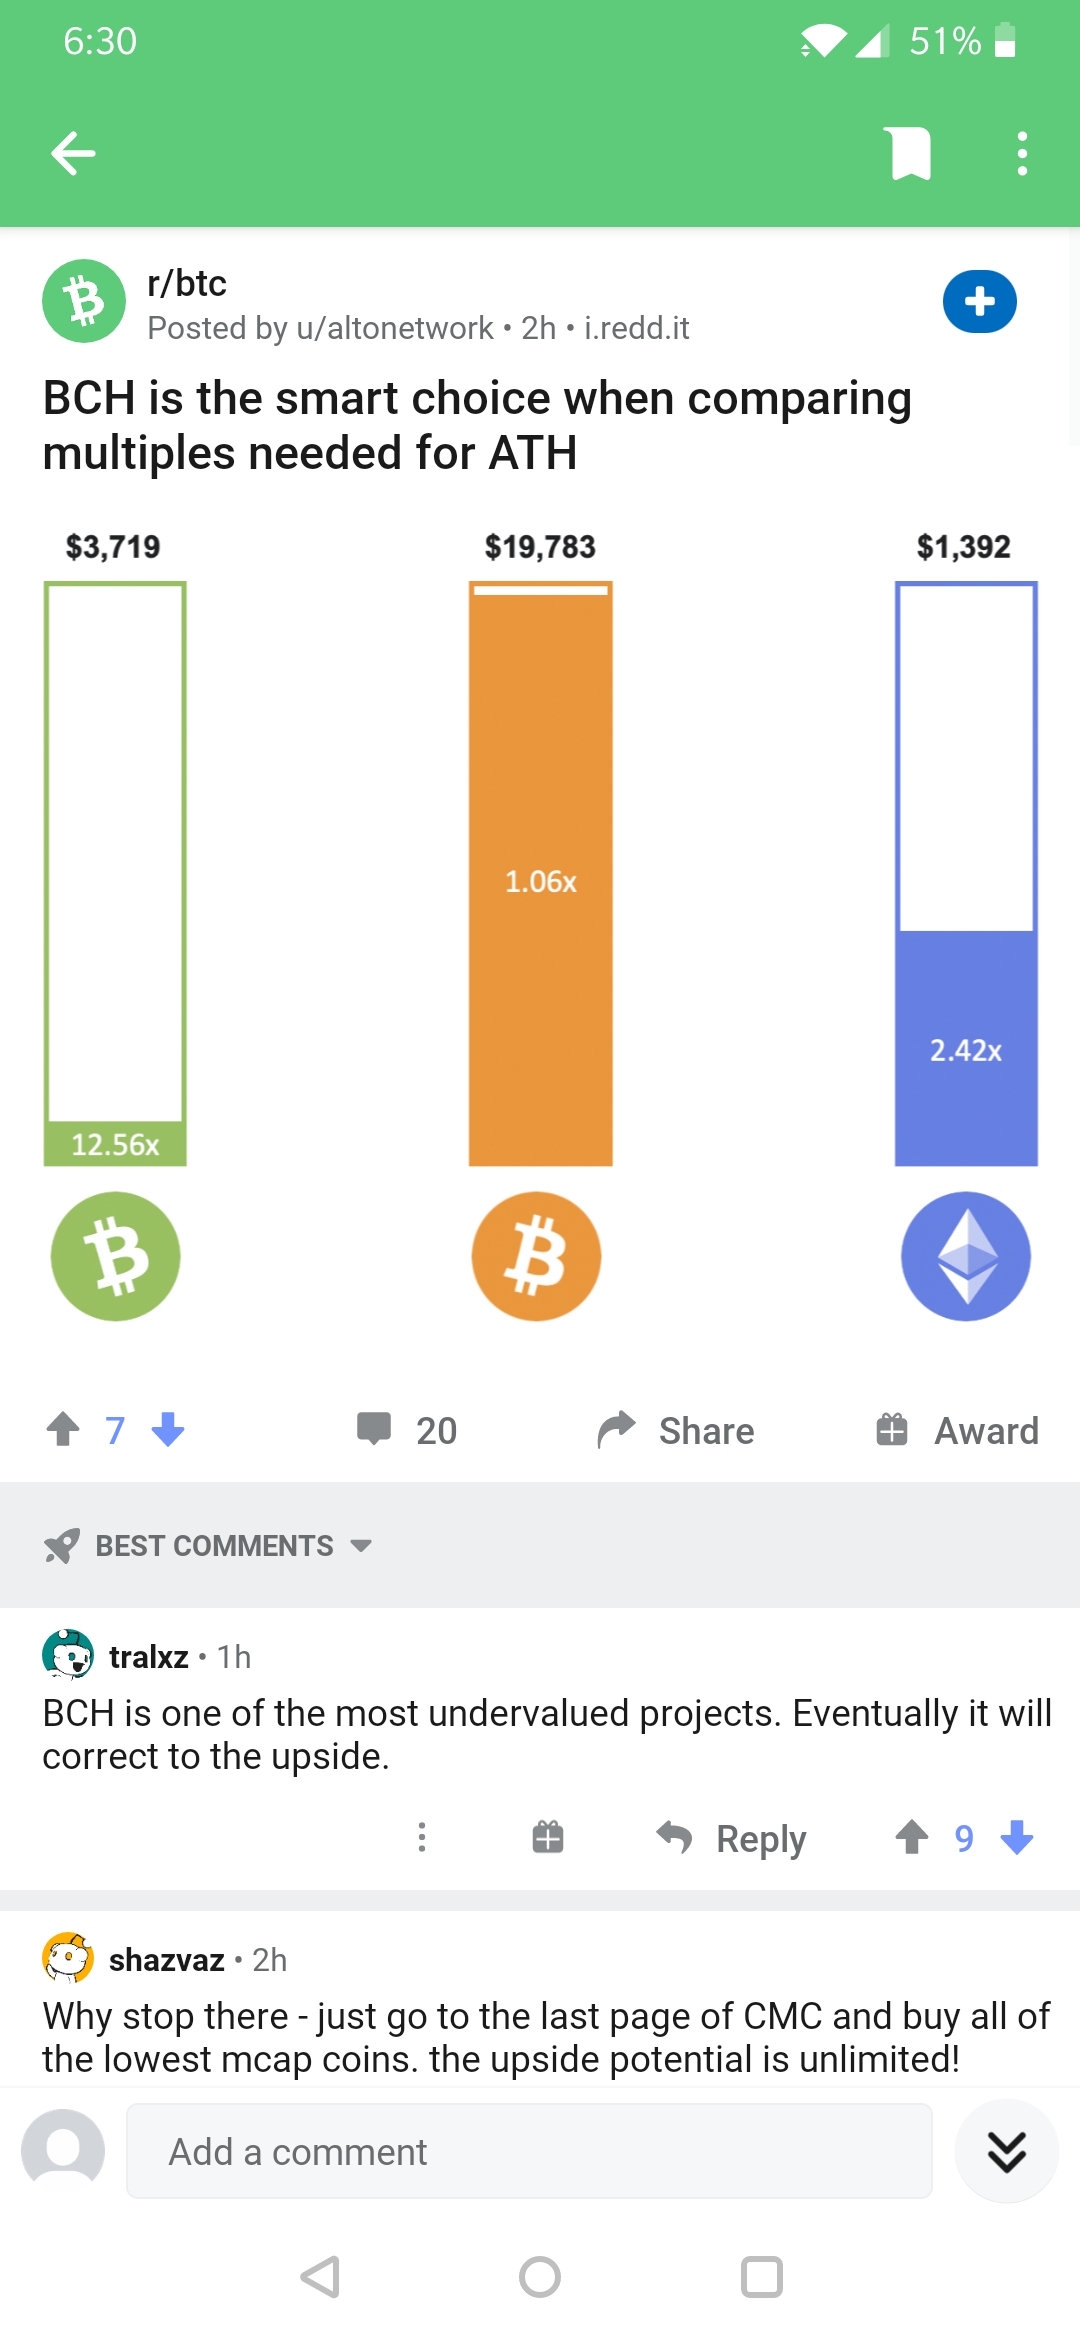 6:30
51%
r/btc
Posted by u/altonetwork • 2h • i.redd.it
BCH is the smart choice when comparing
multiples needed for ATH
$3,719
$19,783
$1,392
1.06x
2.42x
12.56x
7
20
Share
Award
BEST COMMENTS
tralxz • 1h
BCH is one of the most undervalued projects. Eventually it will
correct to the upside.
Reply
9
shazvaz • 2h
Why stop there - just go to the last page of CMC and buy all of
the lowest mcap coins. the upside potential is unlimited!
Add a comment